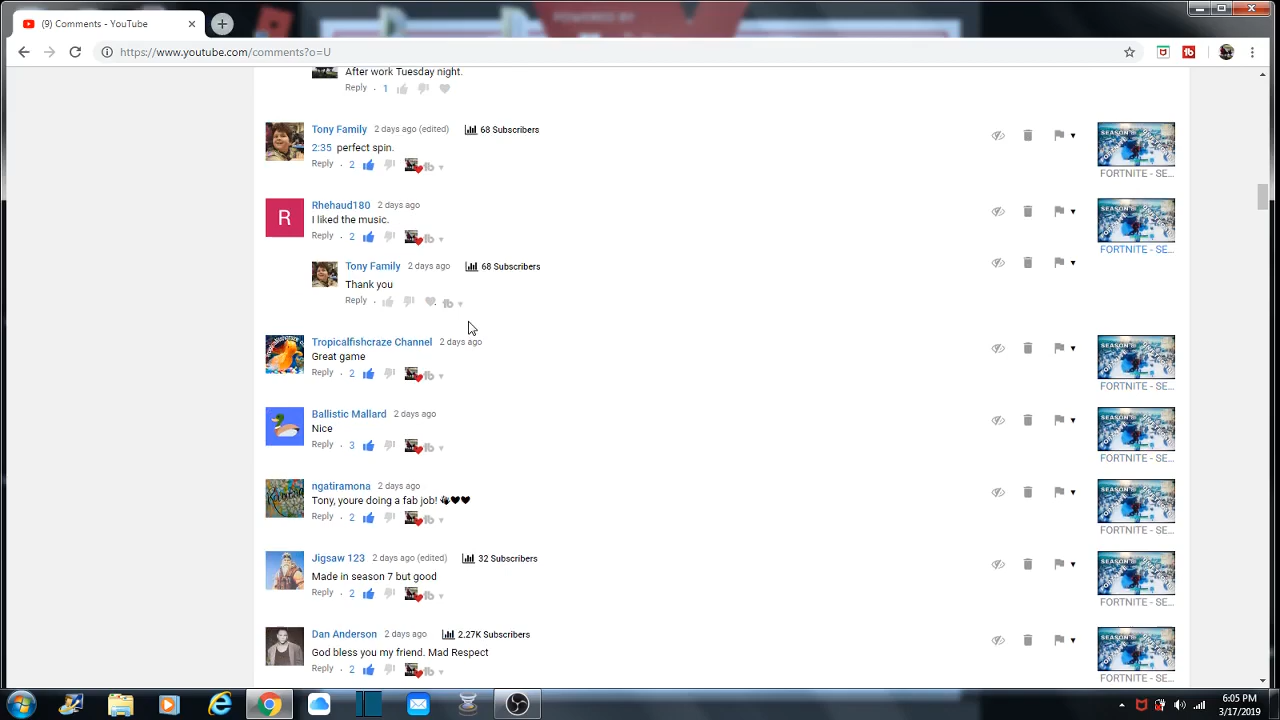 (9) Comments - YouTube
https://www.youtube.com/comments?o=U
POWERED BY
After work Tuesday night.
Reply . 1
Tony Family 2 days ago (edited) 68 Subscribers
2:35 perfect spin.
Reply . 2
FORTNITE - SE...
Rhehaud180 2 days ago
I liked the music.
Reply . 2
FORTNITE - SE...
Tony Family 2 days ago 68 Subscribers
Thank you
Reply .
Tropicalfishcraze Channel 2 days ago
Great game
Reply . 2
FORTNITE - SE...
Ballistic Mallard 2 days ago
Nice
Reply . 3
FORTNITE - SE...
ngatiramona 2 days ago
Tony, youre doing a fab job! 🖤🖤
Reply . 2
FORTNITE - SE...
Jigsaw 123 2 days ago (edited) 32 Subscribers
Made in season 7 but good
Reply . 2
FORTNITE - SE...
Dan Anderson 2 days ago 2.27K Subscribers
God bless you my friend. Mad Respect
Reply . 2
FORTNITE - SE...
6:05 PM
3/17/2019